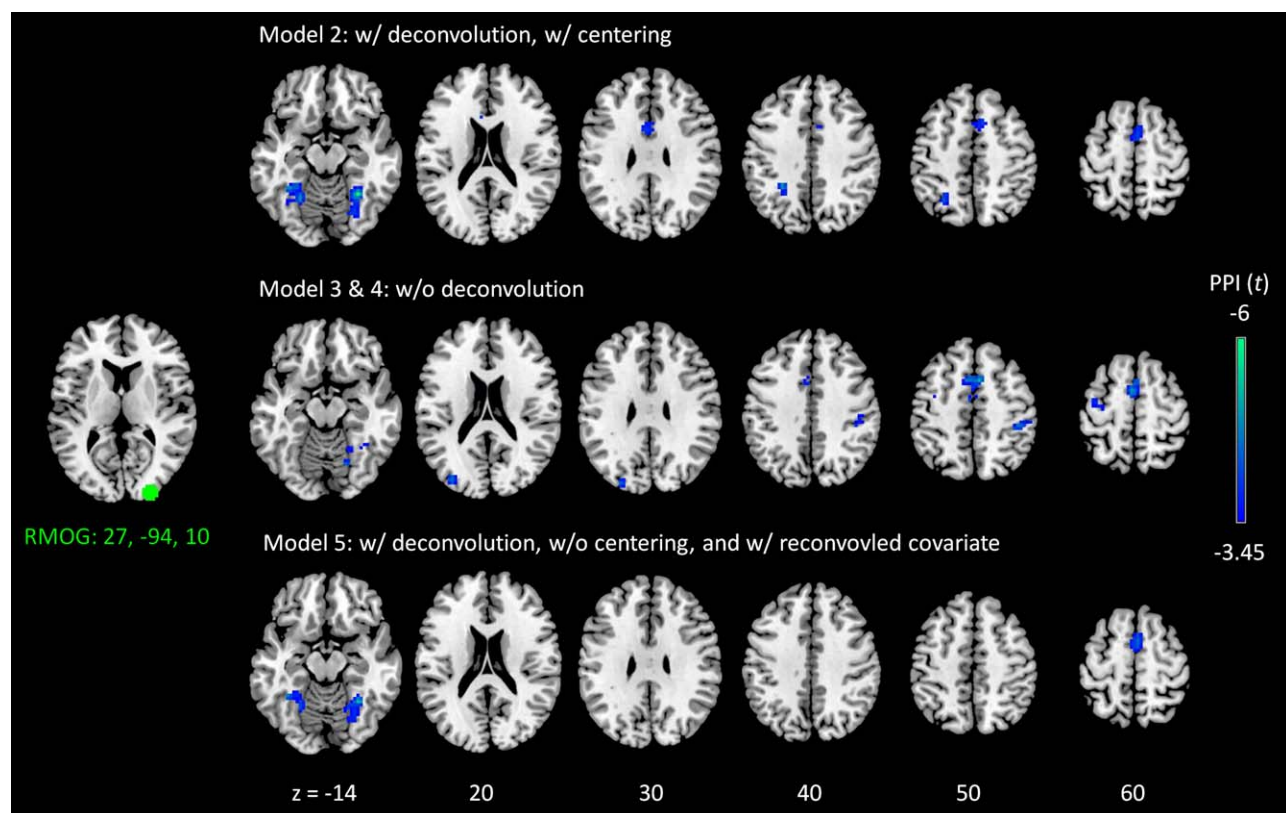 Model 2: w/ deconvolution, w/ centering
Model 3 & 4: w/o deconvolution
PPI (t)
-6
-3.45
RMOG: 27, -94, 10
Model 5: w/ deconvolution, w/o centering, and w/ reconvovled covariate
z = -14 20 30 40 50 60